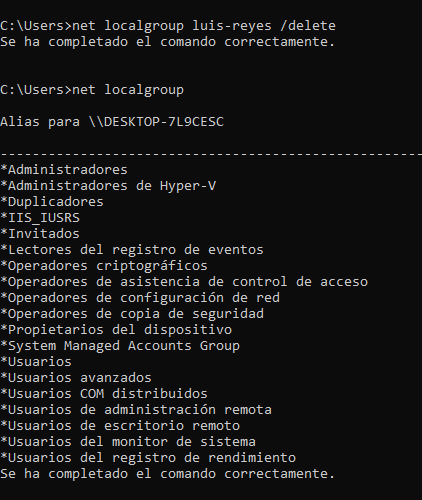 C:\Users>net localgroup luis-reyes /delete
Se ha completado el comando correctamente.
C:\Users>net localgroup
Alias para \\DESKTOP-7L9CESC
-----------------------------------------------------
*Administradores
*Administradores de Hyper-V
*Duplicadores
*IIS_IUSRS
*Invitados
*Lectores del registro de eventos
*Operadores criptográficos
*Operadores de asistencia de control de acceso
*Operadores de configuración de red
*Operadores de copia de seguridad
*Propietarios del dispositivo
*System Managed Accounts Group
*Usuarios
*Usuarios avanzados
*Usuarios COM distribuidos
*Usuarios de administración remota
*Usuarios de escritorio remoto
*Usuarios del monitor de sistema
*Usuarios del registro de rendimiento
Se ha completado el comando correctamente.